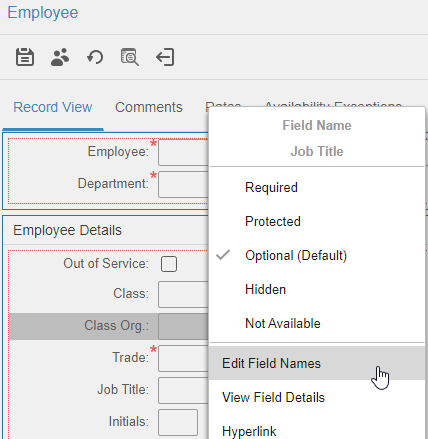 Employee
Record View Comments Rates Availability Exceptions
Employee:
Department:
Employee Details
Out of Service:
Class:
Class Org.:
Trade:
Job Title:
Initials:
Field Name
Job Title
Required
Protected
Optional (Default)
Hidden
Not Available
Edit Field Names
View Field Details
Hyperlink